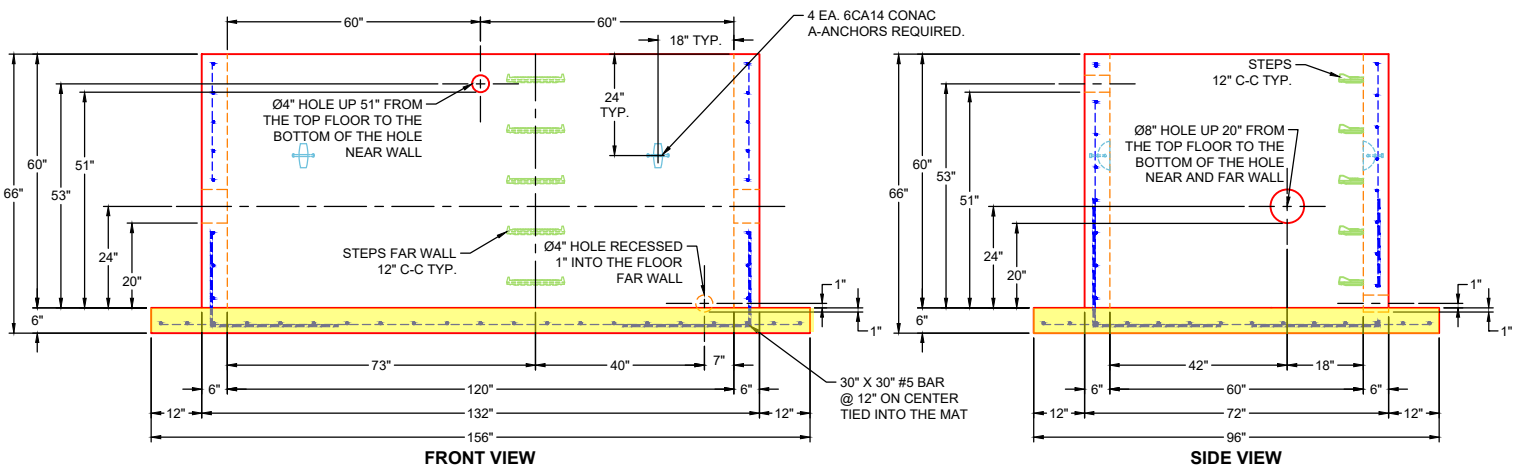 60"
60"
18" TYP.
4 EA. 6CA14 CONAC
A-ANCHORS REQUIRED.
24"
TYP.
Ø4" HOLE UP 51" FROM
THE TOP FLOOR TO THE
BOTTOM OF THE HOLE
NEAR WALL
66"
60"
53"
51"
24"
20"
6"
STEPS FAR WALL
12" C-C TYP.
Ø4" HOLE RECESSED
1" INTO THE FLOOR
FAR WALL
1"
1"
73"
40"
7"
6"
120"
6"
12"
132"
12"
156"
30" X 30" #5 BAR
@ 12" ON CENTER
TIED INTO THE MAT
FRONT VIEW
STEPS
12" C-C TYP.
Ø8" HOLE UP 20" FROM
THE TOP FLOOR TO THE
BOTTOM OF THE HOLE
NEAR AND FAR WALL
66"
60"
53"
51"
24"
20"
6"
1"
1"
42"
18"
6"
60"
6"
12"
72"
12"
96"
SIDE VIEW